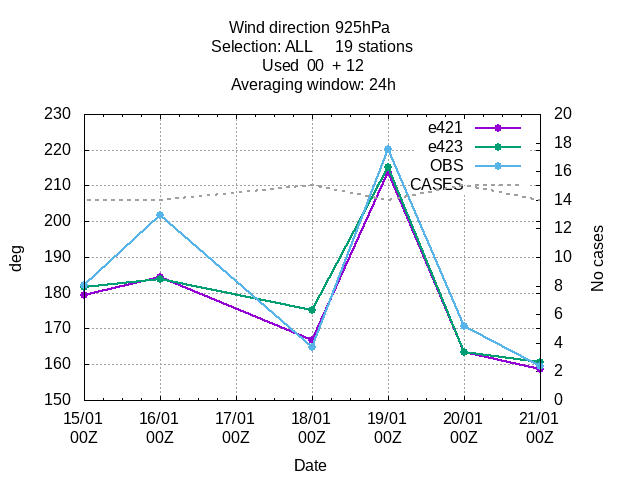 Wind direction 925hPa
Selection: ALL 19 stations
Used 00 + 12
Averaging window: 24h
230 20
e421
18
220 e423
OBS
16
210 CASES
14
200
12
190
10
deg No cases
180 8
6
170
4
160
2
150 0
15/01 16/01 17/01 18/01 19/01 20/01 21/01
00Z 00Z 00Z 00Z 00Z 00Z 00Z
Date